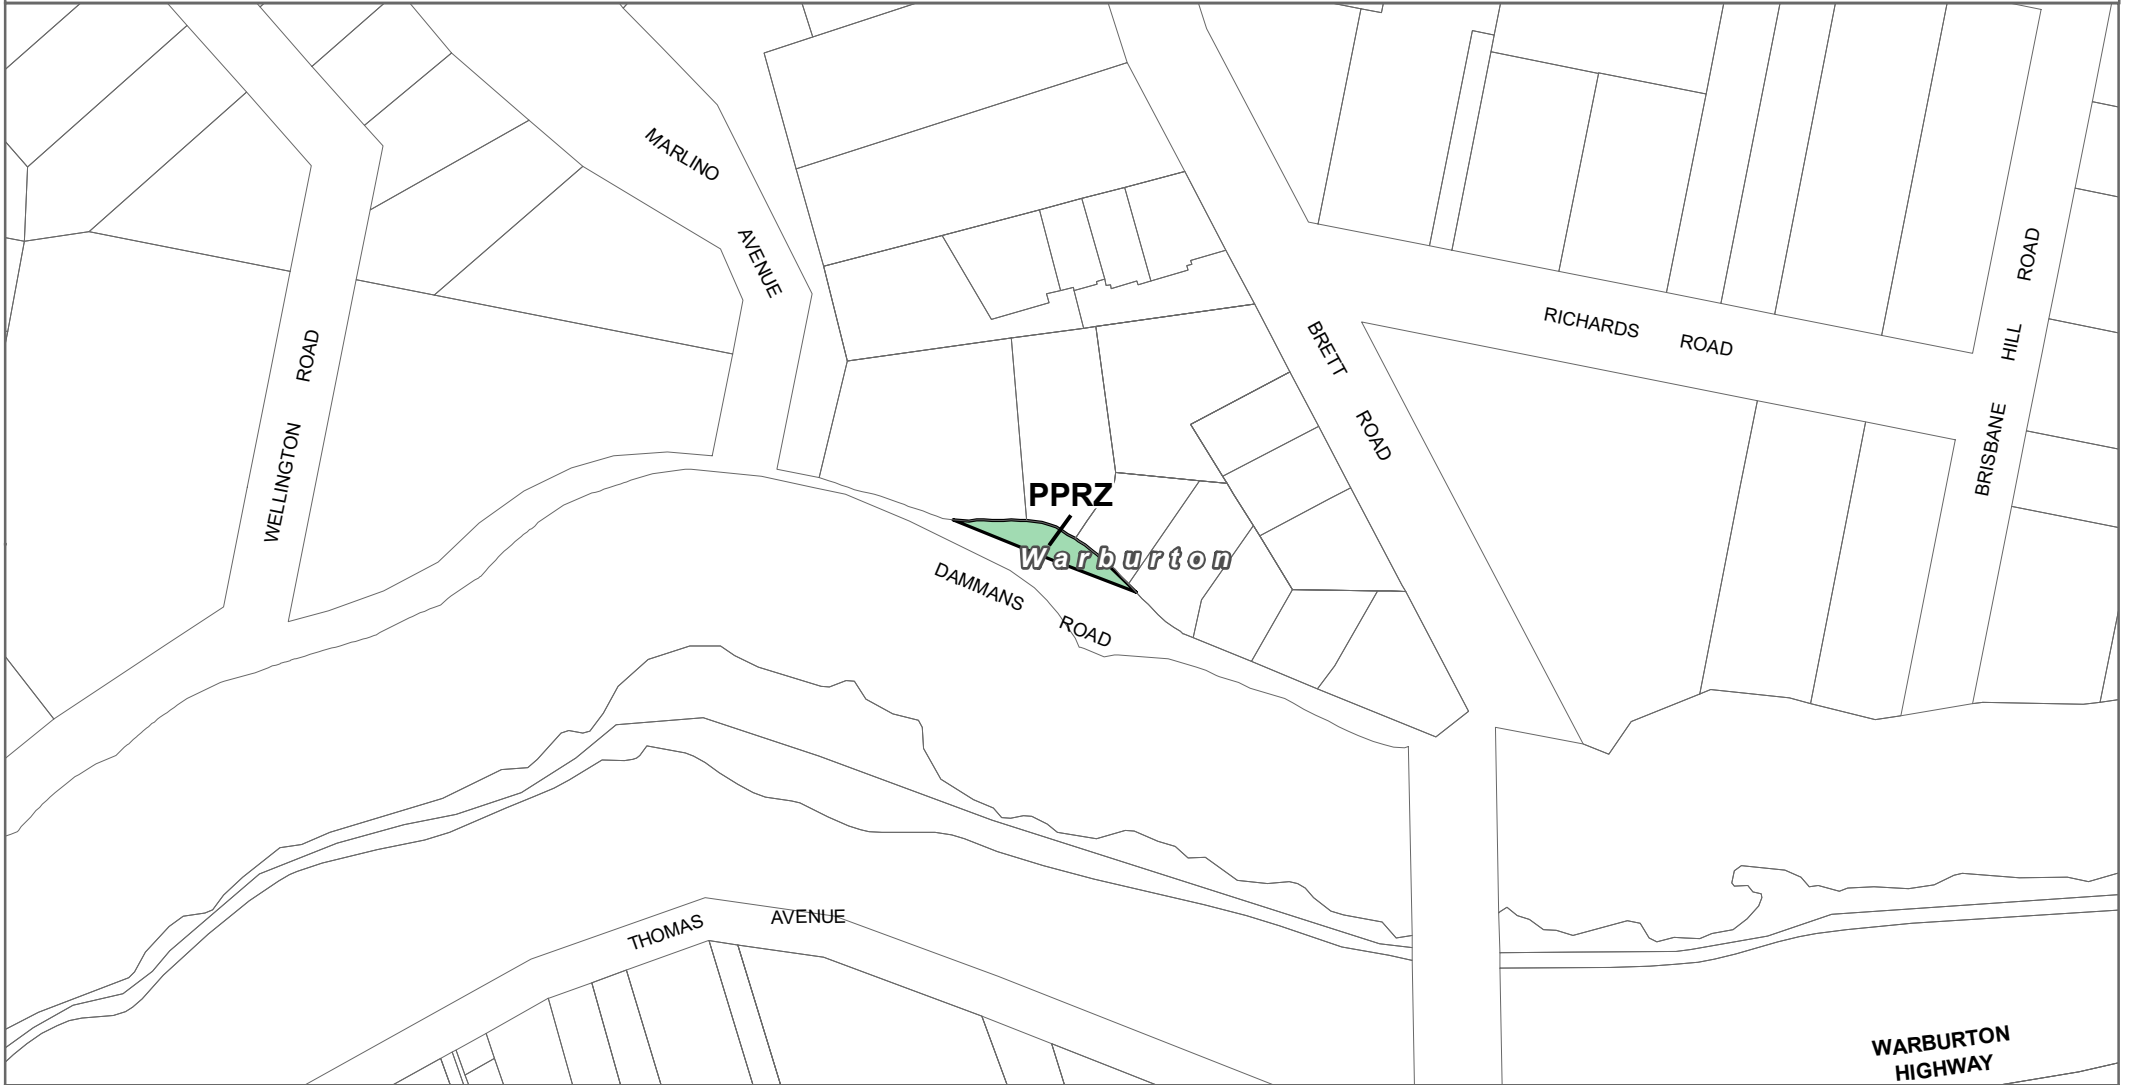 MARLINO
AVENUE
ROAD
WELLINGTON
BRETT
ROAD
RICHARDS ROAD
BRISBANE HILL ROAD
PPRZ
Warburton
DAMMANS
ROAD
THOMAS AVENUE
WARBURTON
HIGHWAY